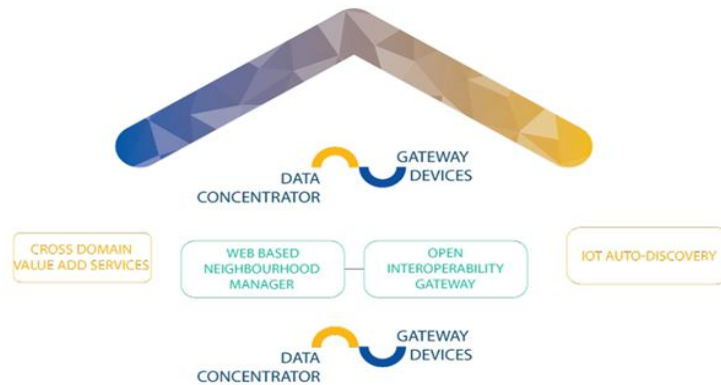 DATA
CONCENTRATOR
GATEWAY
DEVICES
CROSS DOMAIN
VALUE ADD SERVICES
WEB BASED
NEIGHBOURHOOD
MANAGER
OPEN
INTEROPERABILITY
GATEWAY
IOT AUTO-DISCOVERY
DATA
CONCENTRATOR
GATEWAY
DEVICES